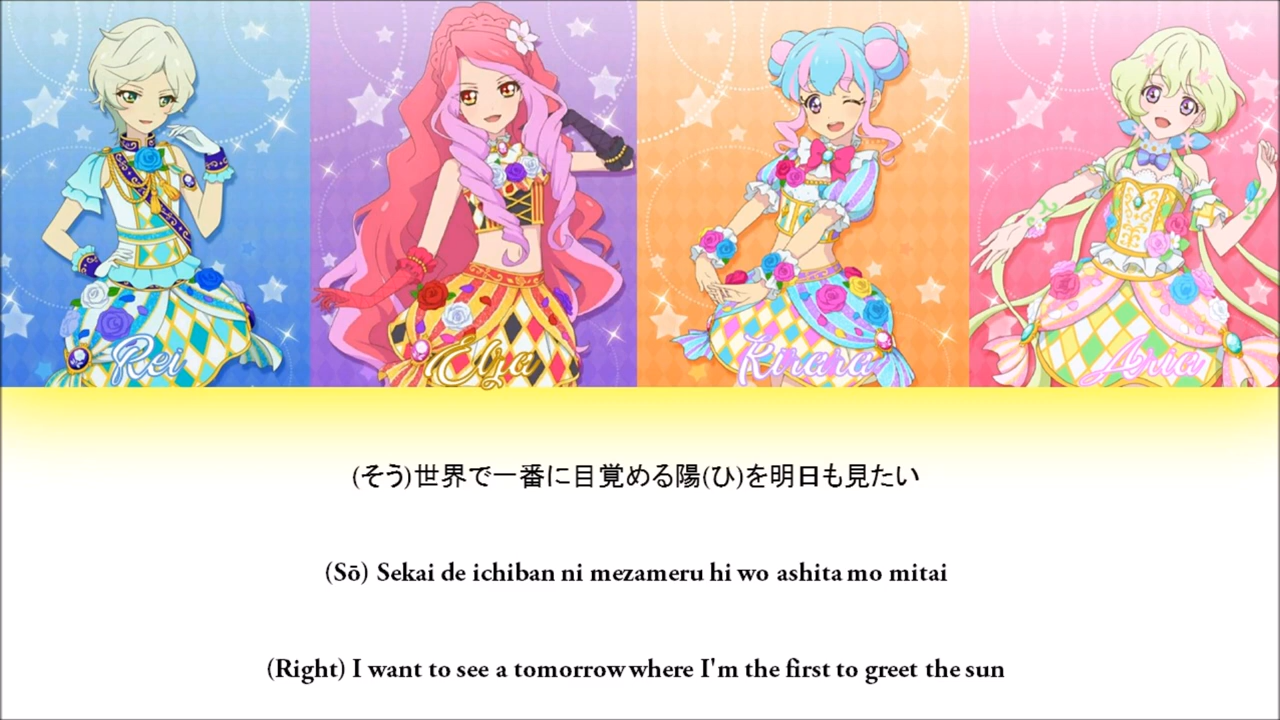 Rei
Elza
Kirara
Aria
(そう)世界で一番に目覚める陽(ひ)を明日も見たい
(Sō) Sekai de ichiban ni mezameru hi wo ashita mo mitai
(Right) I want to see a tomorrow where I'm the first to greet the sun